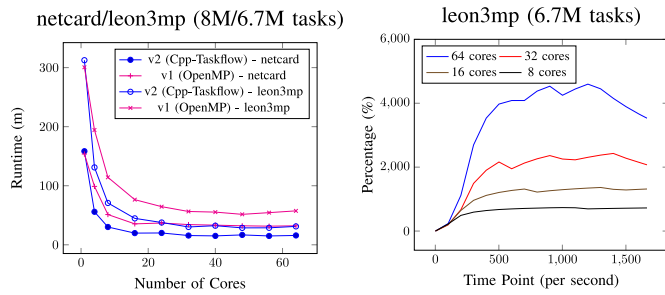 netcard/leon3mp (8M/6.7M tasks)
v2 (Cpp-Taskflow) - netcard
v1 (OpenMP) - netcard
v2 (Cpp-Taskflow) - leon3mp
v1 (OpenMP) - leon3mp
300
200
100
0
Runtime (m)
0 20 40 60
Number of Cores
leon3mp (6.7M tasks)
64 cores 32 cores
16 cores 8 cores
4,000
2,000
0
Percentage (%)
0 500 1,000 1,500
Time Point (per second)